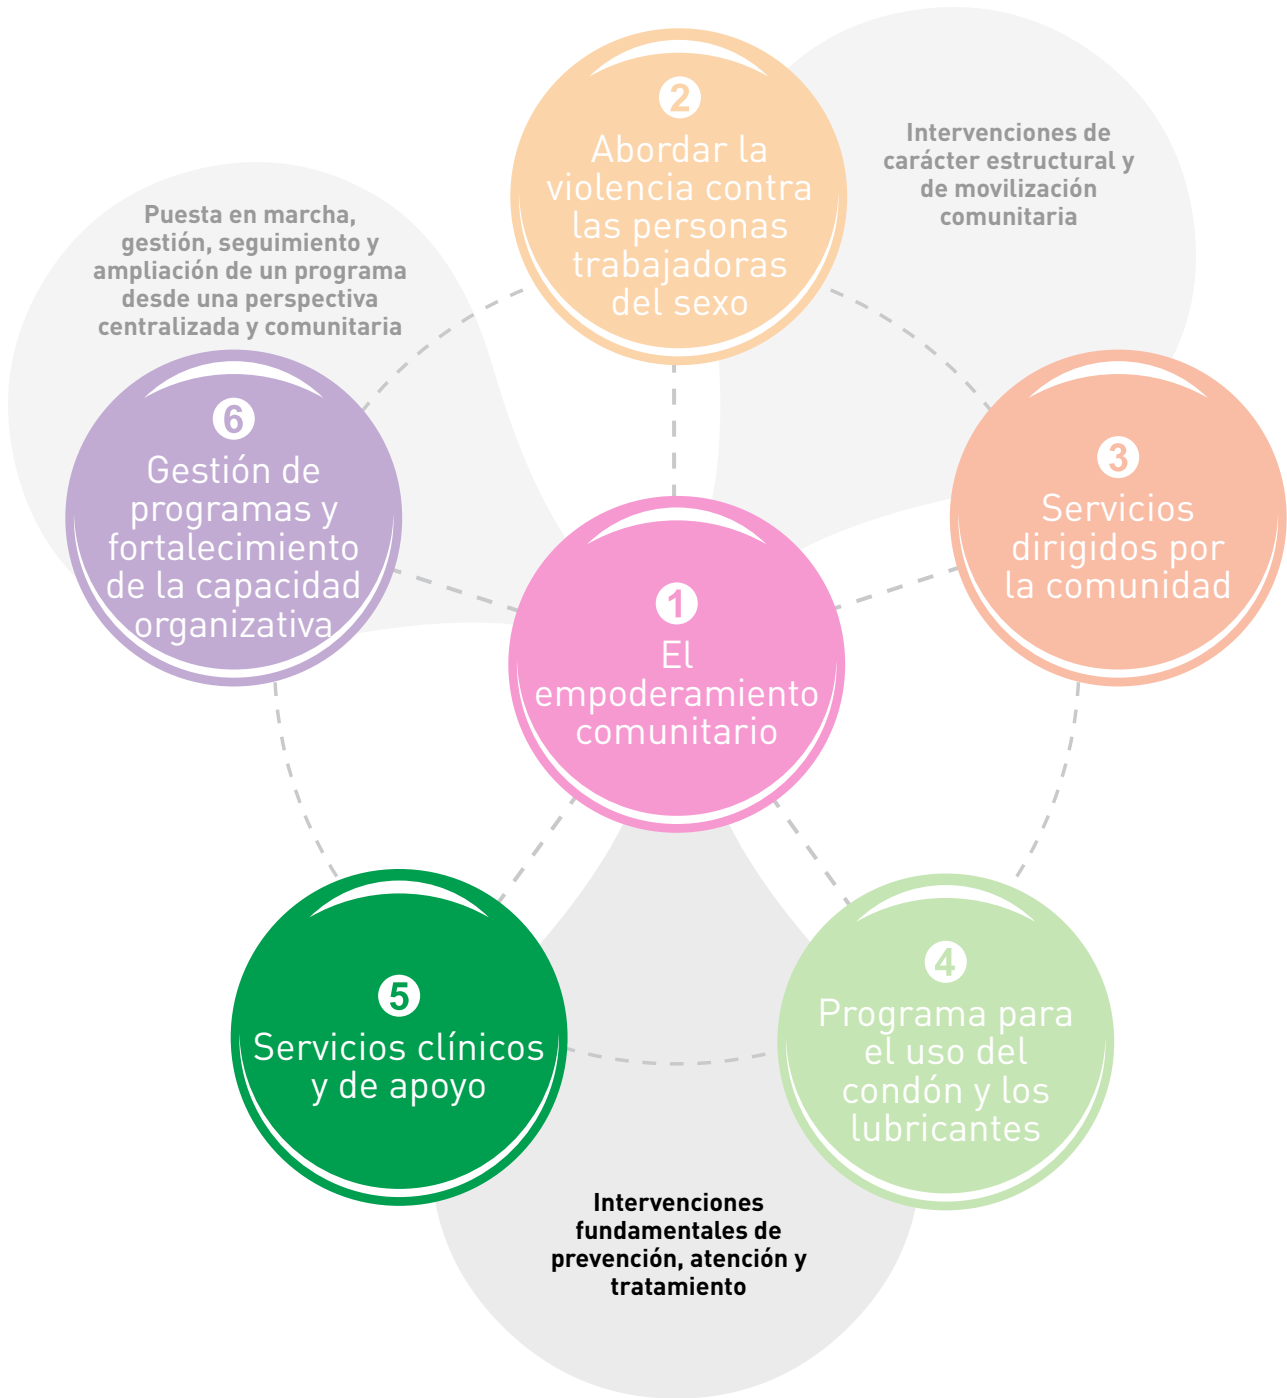 2
Abordar la
violencia contra
las personas
trabajadoras
del sexo
Intervenciones de
carácter estructural y
de movilización
comunitaria
Puesta en marcha,
gestión, seguimiento y
ampliación de un programa
desde una perspectiva
centralizada y comunitaria
6
Gestión de
programas y
fortalecimiento
de la capacidad
organizativa
3
Servicios
dirigidos por
la comunidad
1
El
empoderamiento
comunitario
5
Servicios clínicos
y de apoyo
4
Programa para
el uso del
condón y los
lubricantes
Intervenciones
fundamentales de
prevención, atención y
tratamiento